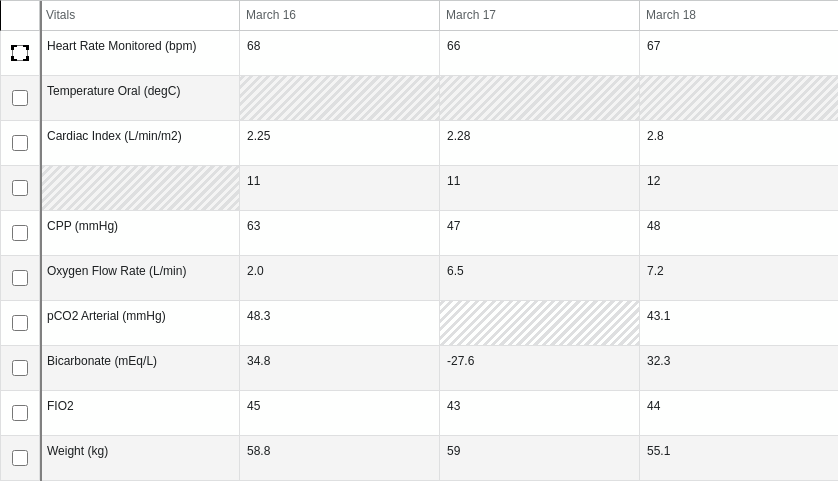 Vitals March 16 March 17 March 18
Heart Rate Monitored (bpm) 68 66 67
Temperature Oral (degC)
Cardiac Index (L/min/m2) 2.25 2.28 2.8
11 11 12
CPP (mmHg) 63 47 48
Oxygen Flow Rate (L/min) 2.0 6.5 7.2
pCO2 Arterial (mmHg) 48.3 43.1
Bicarbonate (mEq/L) 34.8 -27.6 32.3
FIO2 45 43 44
Weight (kg) 58.8 59 55.1